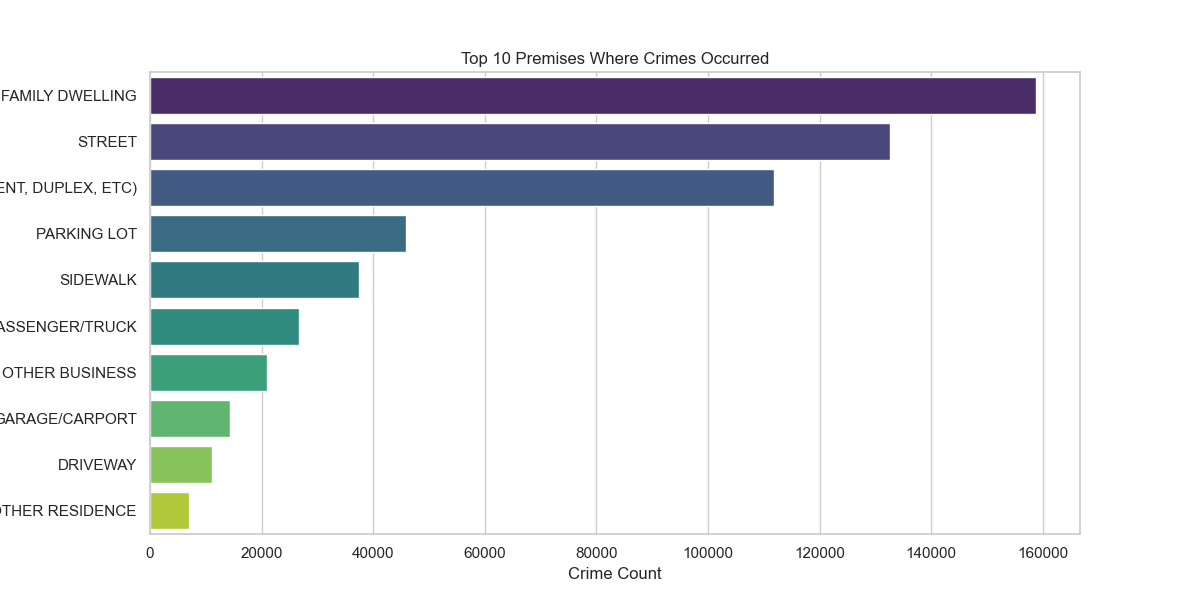 Top 10 Premises Where Crimes Occurred
FAMILY DWELLING
STREET
ENT, DUPLEX, ETC)
PARKING LOT
SIDEWALK
ASSENGER/TRUCK
OTHER BUSINESS
GARAGE/CARPORT
DRIVEWAY
OTHER RESIDENCE
0 20000 40000 60000 80000 100000 120000 140000 160000
Crime Count